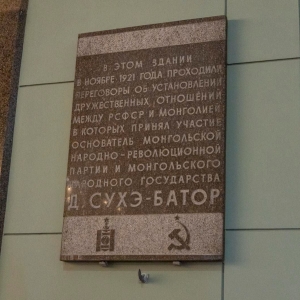 В ЭТОМ ЗДАНИИ
В НОЯБРЕ 1921 ГОДА ПРОХОДИЛИ
ПЕРЕГОВОРЫ ОБ УСТАНОВЛЕНИИ
ДРУЖЕСТВЕННЫХ ОТНОШЕНИЙ
МЕЖДУ РСФСР И МОНГОЛИЕЙ
В КОТОРЫХ ПРИНЯЛ УЧАСТИЕ
ОСНОВАТЕЛЬ МОНГОЛЬСКОЙ
НАРОДНО-РЕВОЛЮЦИОННОЙ
ПАРТИИ И МОНГОЛЬСКОГО
НАРОДНОГО ГОСУДАРСТВА
Д. СУХЭ-БАТОР